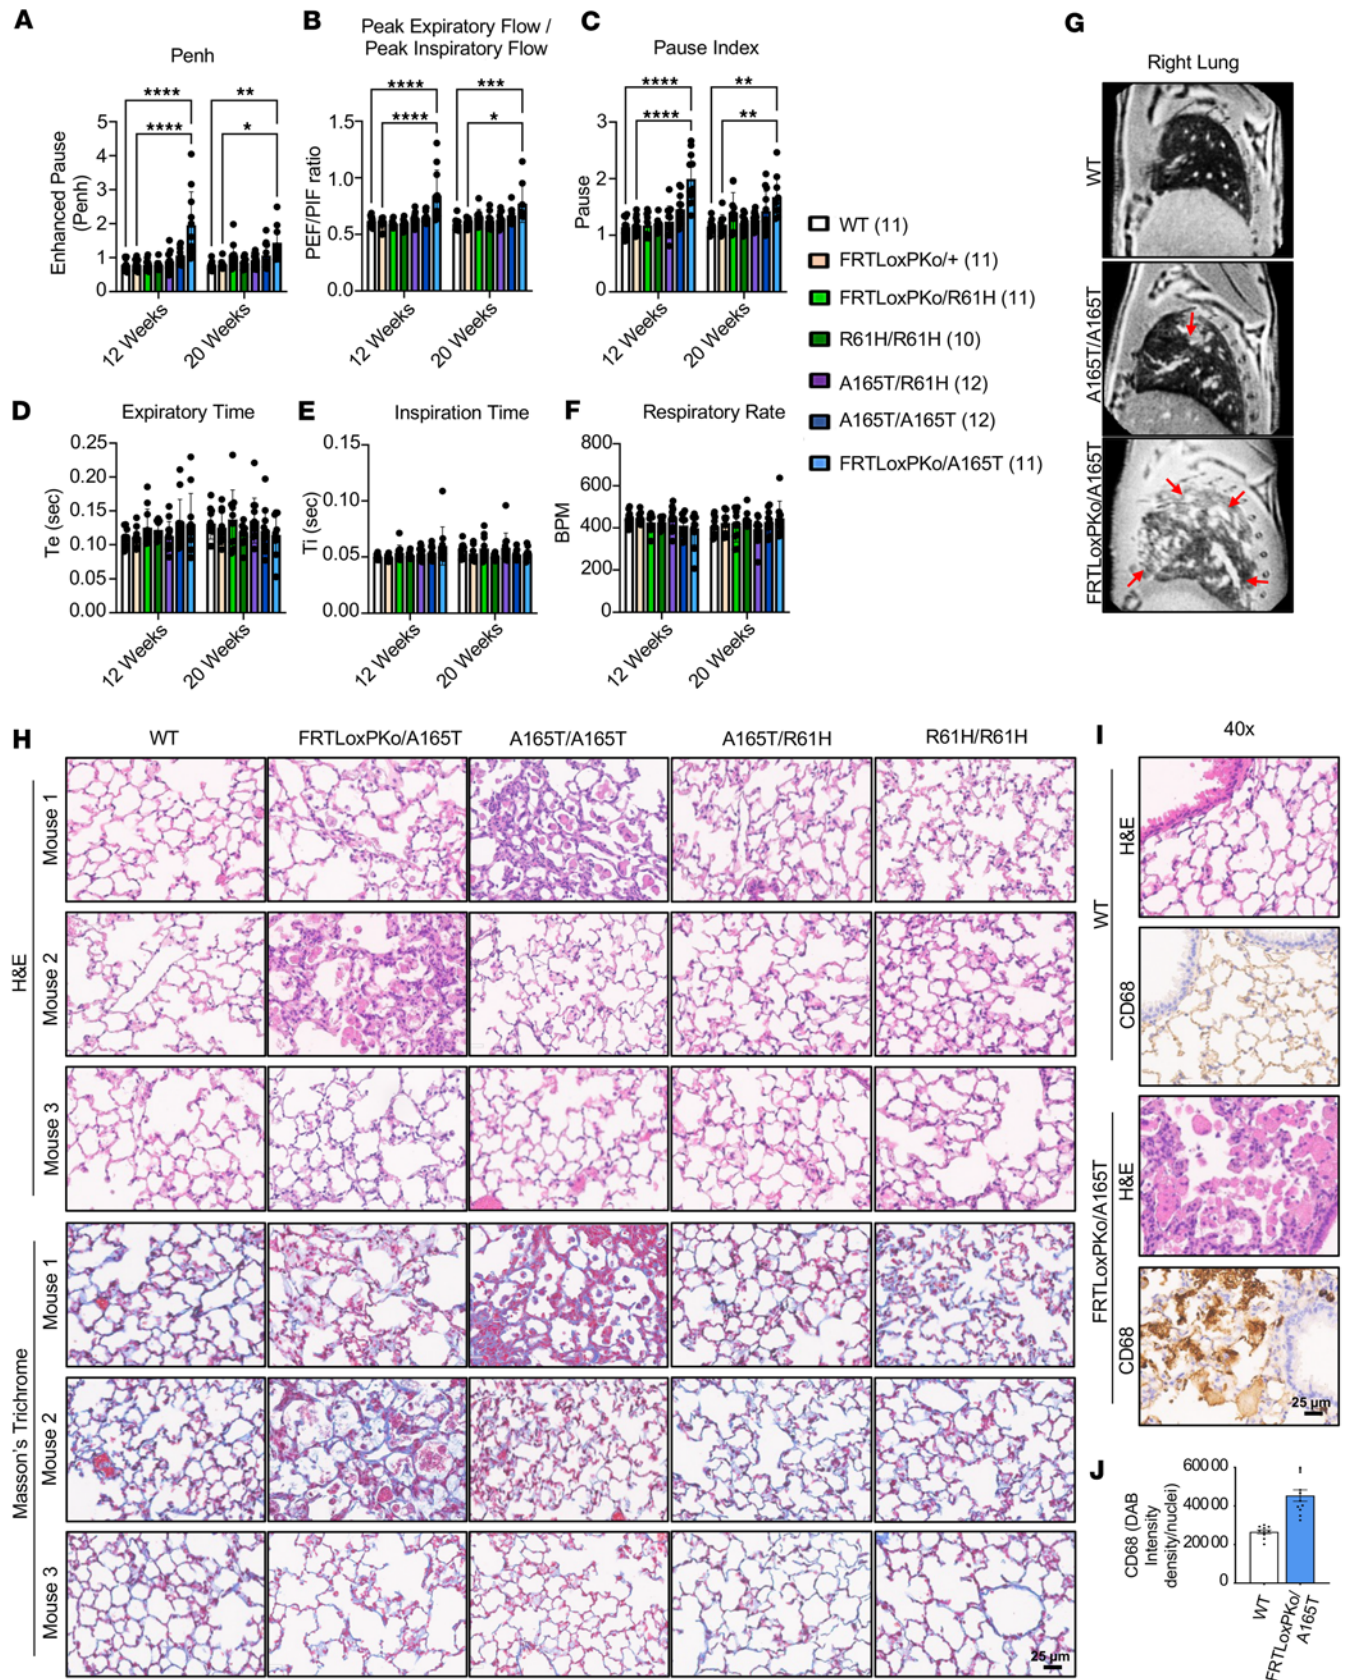 A
Penh
****
**
****
*
Enhanced Pause
(Penh)
5
4
3
2
1
0
12 Weeks
20 Weeks
B
Peak Expiratory Flow /
Peak Inspiratory Flow
****
***
****
*
PEF/PIF ratio
1.5
1.0
0.5
0.0
12 Weeks
20 Weeks
C
Pause Index
****
**
****
**
Pause
3
2
1
0
12 Weeks
20 Weeks
WT (11)
FRTLoxPKo/+ (11)
FRTLoxPKo/R61H (11)
R61H/R61H (10)
A165T/R61H (12)
A165T/A165T (12)
FRTLoxPKo/A165T (11)
D
Expiratory Time
Te (sec)
0.25
0.20
0.15
0.10
0.05
0.00
12 Weeks
20 Weeks
E
Inspiration Time
Ti (sec)
0.15
0.10
0.05
0.00
12 Weeks
20 Weeks
F
Respiratory Rate
BPM
800
600
400
200
0
12 Weeks
20 Weeks
G
Right Lung
WT
A165T/A165T
FRTLoxPKo/A165T
H
WT
FRTLoxPKo/A165T
A165T/A165T
A165T/R61H
R61H/R61H
H&E
Mouse 1
Mouse 2
Mouse 3
Masson's Trichrome
Mouse 1
Mouse 2
Mouse 3
25 µm
I
40x
WT
H&E
CD68
FRTLoxPKo/A165T
H&E
CD68
25 µm
J
CD68 (DAB
Intensity
density/nuclei)
600000
400000
200000
0
WT
FRTLoxPKo/
A165T